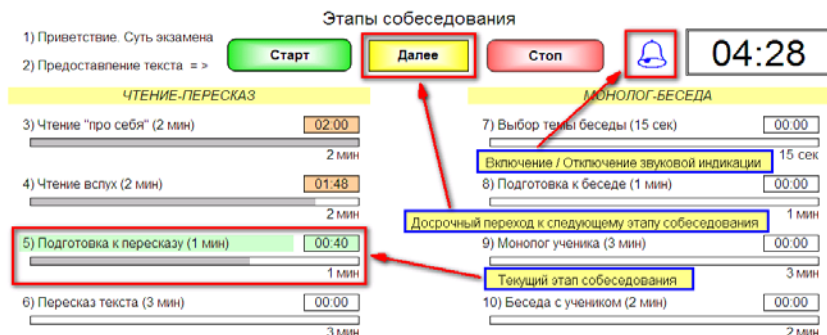 Этапы собеседования
1) Приветствие. Суть экзамена
2) Предоставление текста = >
Старт
Далее
Стоп
04:28
ЧТЕНИЕ-ПЕРЕСКАЗ
3) Чтение "про себя" (2 мин) 02:00
2 мин
4) Чтение вслух (2 мин) 01:48
2 мин
5) Подготовка к пересказу (1 мин) 00:40
1 мин
6) Пересказ текста (3 мин) 00:00
3 мин
МОНОЛОГ-БЕСЕДА
7) Выбор темы беседы (15 сек) 00:00
Включение / Отключение звуковой индикации
15 сек
8) Подготовка к беседе (1 мин) 00:00
1 мин
Досрочный переход к следующему этапу собеседования
9) Монолог ученика (3 мин) 00:00
3 мин
Текущий этап собеседования
10) Беседа с учеником (2 мин) 00:00
2 мин